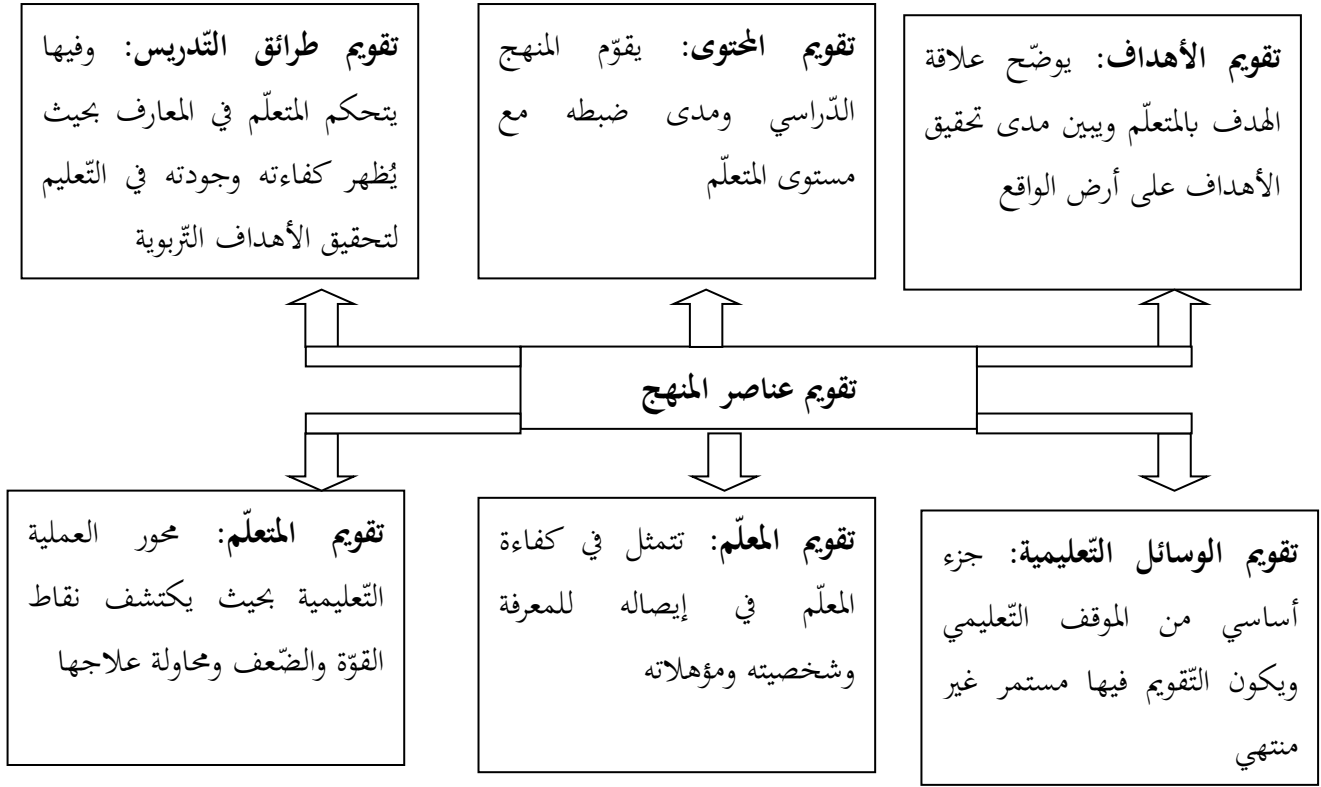 تقويم الأهداف: يوضّح علاقة
الهدف بالمتعلّم ويبين مدى تحقيق
الأهداف على أرض الواقع
تقويم المحتوى: يقوّم المنهج
الدّراسي ومدى ضبطه مع
مستوى المتعلّم
تقويم طرائق التّدريس: وفيها
يتحكم المتعلّم في المعارف بحيث
يُظهر كفاءته وجودته في التّعليم
لتحقيق الأهداف التّربوية
تقويم عناصر المنهج
تقويم الوسائل التّعليمية: جزء
أساسي من الموقف التّعليمي
ويكون التّقويم فيها مستمر غير
منتهي
تقويم المعلّم: تتمثل في كفاءة
المعلّم في إيصاله للمعرفة
وشخصيته ومؤهلاته
تقويم المتعلّم: محور العملية
التّعليمية بحيث يكتشف نقاط
القوّة والضّعف ومحاولة علاجها